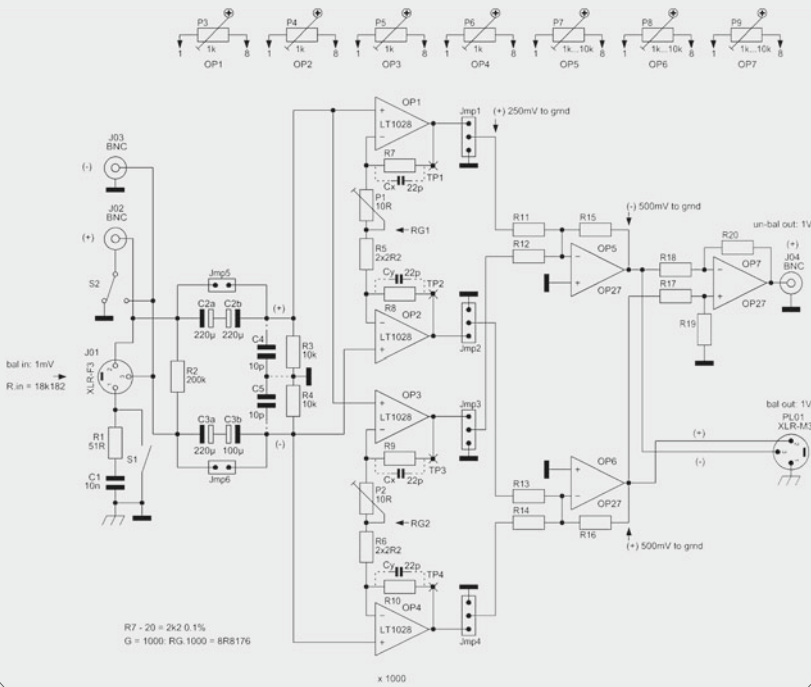 P3
1k
1 8
OP1
P4
1k
1 8
OP2
P5
1k
1 8
OP3
P6
1k
1 8
OP4
P7
1k...10k
1 8
OP5
P8
1k...10k
1 8
OP6
P9
1k...10k
1 8
OP7
J03
BNC
(-)
J02
BNC
(+)
S2
bal in: 1mV
R.in = 18k182
J01
XLR-F3
1
2
3
R1
51R
C1
10n
S1
Jmp5
C2a C2b
220µ 220µ
R2
200k
C3a C3b
220µ 100µ
Jmp6
(+)
C4
10p
R3
10k
C5
10p
R4
10k
(-)
OP1
+
LT1028
-
R7
Cx 22p
TP1
P1
10R
RG1
R5
2x2R2
Cy 22p
TP2
R8
-
OP2
LT1028
+
Jmp1
(+) 250mV to grnd
Jmp2
OP3
+
LT1028
-
Jmp3
R9
Cx 22p
TP3
P2
10R
RG2
R6
2x2R2
Cy 22p
TP4
R10
-
OP4
LT1028
+
Jmp4
R11
R12
R15
(-) 500mV to grnd
-
OP5
+
OP27
R13
R14
R16
+
OP6
-
OP27
(+) 500mV to grnd
R18
R17
R19
R20
-
OP7
+
OP27
un-bal out: 1V
(+)
J04
BNC
bal out: 1V
PL01
XLR-M3
(+)
(-)
R7 - 20 = 2k2 0.1%
G = 1000: RG.1000 = 8R8176
x 1000